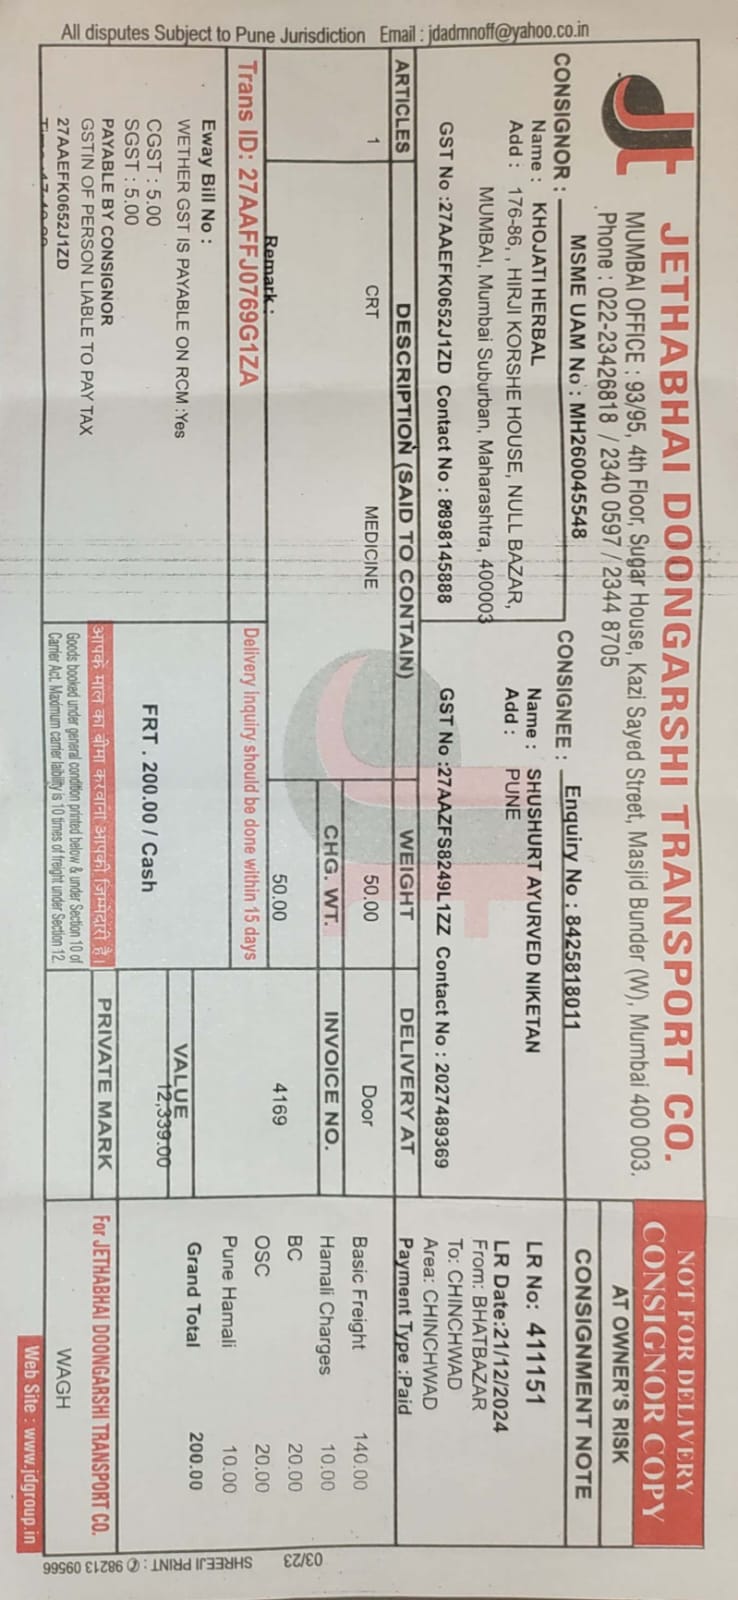 JETHABHAI DOONGARSHI TRANSPORT CO.
MUMBAI OFFICE : 93/95, 4th Floor, Sugar House, Kazi Sayed Street, Masjid Bunder (W), Mumbai 400 003.
Phone : 022-23426818 / 2340 0597 / 2344 8705
NOT FOR DELIVERY
CONSIGNOR COPY
AT OWNER'S RISK
MSME UAM No : MH260045548
Enquiry No : 8425818011
CONSIGNMENT NOTE
CONSIGNOR :
Name : KHOJATI HERBAL
Add : 176-86, , HIRJI KORSHE HOUSE, NULL BAZAR,
MUMBAI, Mumbai Suburban, Maharashtra, 400003
GST No :27AAEFK0652J1ZD Contact No : 8898145888
CONSIGNEE :
Name : SHUSHURT AYURVED NIKETAN
Add : PUNE
GST No :27AAZFS8249L1ZZ Contact No : 2027489369
LR No: 411151
LR Date:21/12/2024
From: BHATBAZAR
To: CHINCHWAD
Area: CHINCHWAD
Payment Type :Paid
ARTICLES DESCRIPTION (SAID TO CONTAIN) WEIGHT DELIVERY AT
1 CRT MEDICINE 50.00 Door
CHG. WT. INVOICE NO.
50.00 4169
Basic Freight 140.00
Hamali Charges 10.00
BC 20.00
OSC 20.00
Pune Hamali 10.00
Grand Total 200.00
Remark :
Trans ID: 27AAFFJ0769G1ZA
Delivery inquiry should be done within 15 days
Eway Bill No :
WETHER GST IS PAYABLE ON RCM :Yes
CGST : 5.00
SGST : 5.00
PAYABLE BY CONSIGNOR
GSTIN OF PERSON LIABLE TO PAY TAX
27AAEFK0652J1ZD
FRT . 200.00 / Cash
VALUE
12,339.00
आपके माल का बीमा करवाना आपकी जिम्मेदारी है।
Goods booked under general condition printed below & under Section 10 of
Carrier Act. Maximum carrier laibility is 10 times of freight under Section 12.
PRIVATE MARK
For JETHABHAI DOONGARSHI TRANSPORT CO.
WAGH
All disputes Subject to Pune Jurisdiction Email : jdadmnoff@yahoo.co.in
Web Site : www.jdgroup.in
SHREEJI PRINT : ✆ 98213 09566 03/23